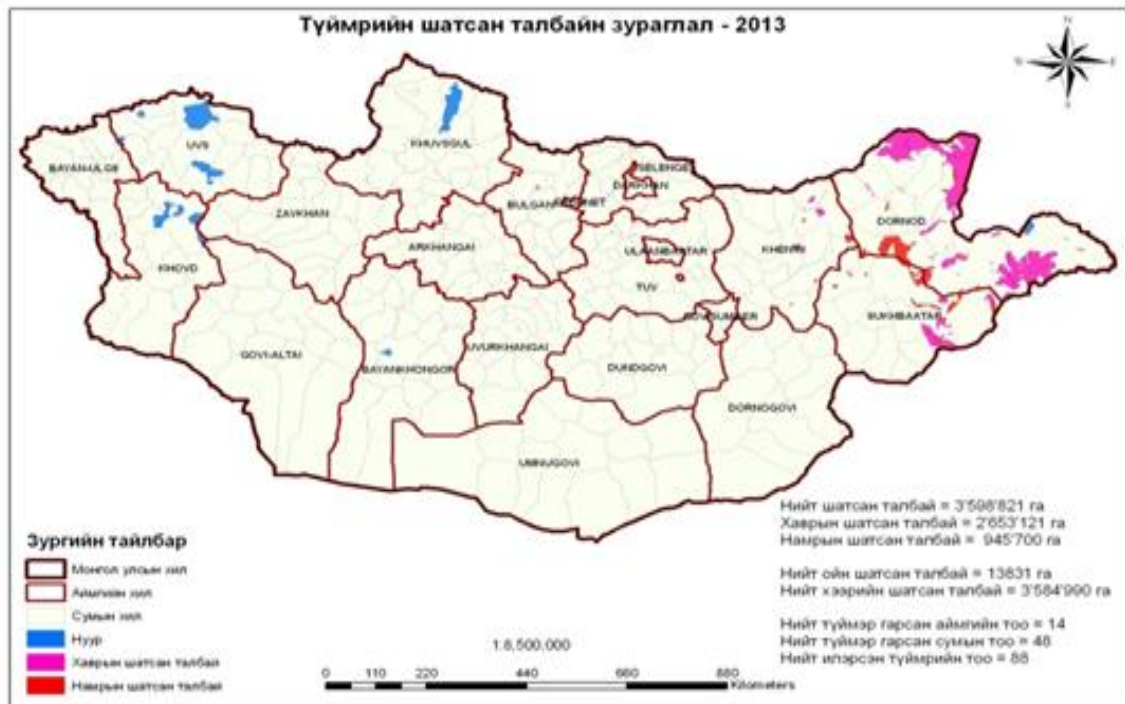 Түймрийн шатсан талбайн зураглал - 2013
N
W
E
S
UVS
BAYAN-ULGII
KHUVSGUL
SELENGE
DARKHAN
BULGAN
ZAVKHAN
DORNOD
ARKHANGAI
ULAANBAATAR
KHENTII
KHOVD
TUV
SUKHBAATAR
GOVI-ALTAI
BAYANKHONGOR
UVURKHANGAI
DUNDGOVI
DORNOGOVI
UMNUGOVI
Нийт шатсан талбай = 3'598'821 га
Хаврын шатсан талбай = 2'653'121 га
Намрын шатсан талбай = 945'700 га
Нийт ойн шатсан талбай = 13831 га
Нийт хээрийн шатсан талбай = 3'584'990 га
Нийт түймэр гарсан аймгийн тоо = 14
Нийт түймэр гарсан сумын тоо = 48
Нийт илэрсэн түймрийн тоо = 88
Зургийн тайлбар
Монгол улсын хил
Аймгийн хил
Сумын хил
Нуур
Хаврын шатсан талбай
Намрын шатсан талбай
1:8,500,000
0 110 220 440 660 880
Kilometers